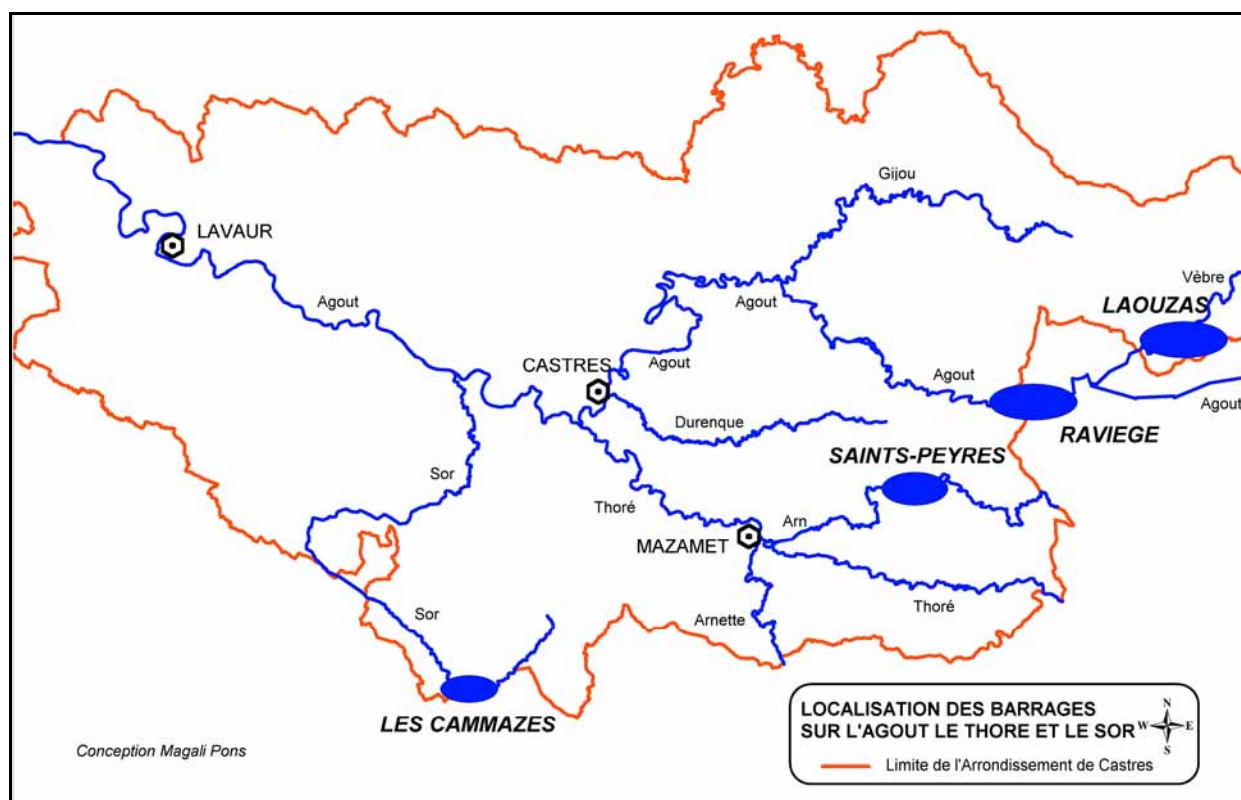 Gijou
LAVAUR
Vèbre
LAOUZAS
Agout
Agout
CASTRES
Agout
Agout
Agout
Durenque
RAVIEGE
SAINTS-PEYRES
Sor
Thoré
Arn
MAZAMET
Thoré
Sor
Arnette
LES CAMMAZES
Conception Magali Pons
LOCALISATION DES BARRAGES
SUR L'AGOUT LE THORE ET LE SOR
N
W E
S
Limite de l'Arrondissement de Castres